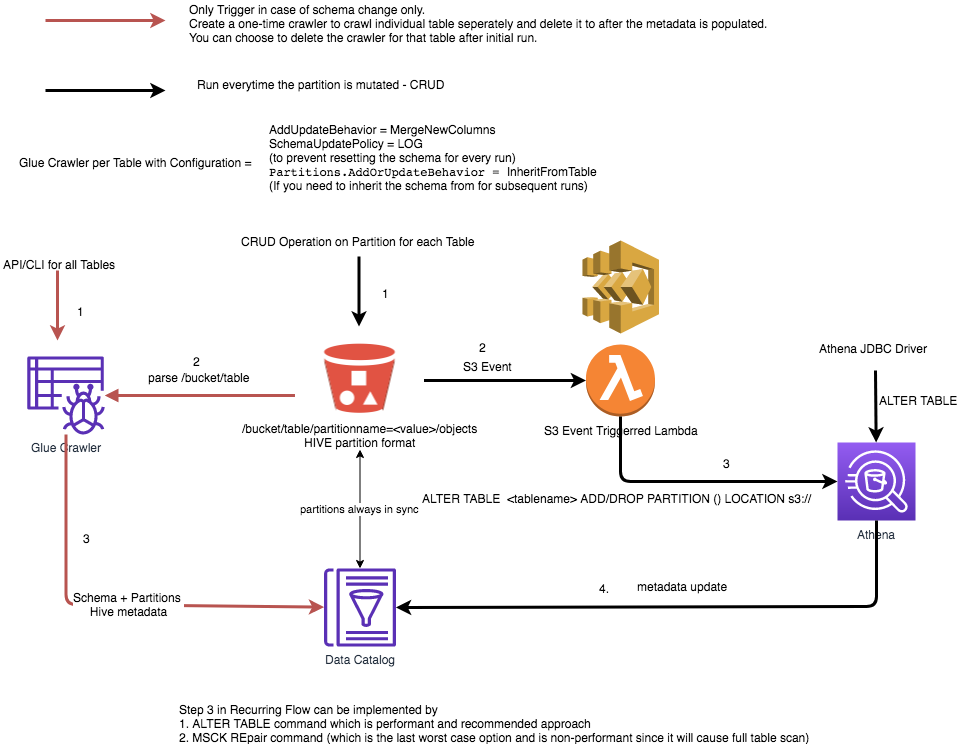 Only Trigger in case of schema change only.
Create a one-time crawler to crawl individual table seperately and delete it to after the metadata is populated.
You can choose to delete the crawler for that table after initial run.
Run everytime the partition is mutated - CRUD
AddUpdateBehavior = MergeNewColumns
SchemaUpdatePolicy = LOG
(to prevent resetting the schema for every run)
Glue Crawler per Table with Configuration =
Partitions.AddOrUpdateBehavior = InheritFromTable
(If you need to inherit the schema from for subsequent runs)
CRUD Operation on Partition for each Table
API/CLI for all Tables
1
1
Athena JDBC Driver
2
parse /bucket/table
2
S3 Event
ALTER TABLE
/bucket/table/partitionname=<value>/objects
HIVE partition format
S3 Event Trigerred Lambda
Glue Crawler
3
ALTER TABLE <tablename> ADD/DROP PARTITION () LOCATION s3://
partitions always in sync
Athena
3
Schema + Partitions
Hive metadata
4.
metadata update
Data Catalog
Step 3 in Recurring Flow can be implemented by
1. ALTER TABLE command which is performant and recommended approach
2. MSCK REpair command (which is the last worst case option and is non-performant since it will cause full table scan)